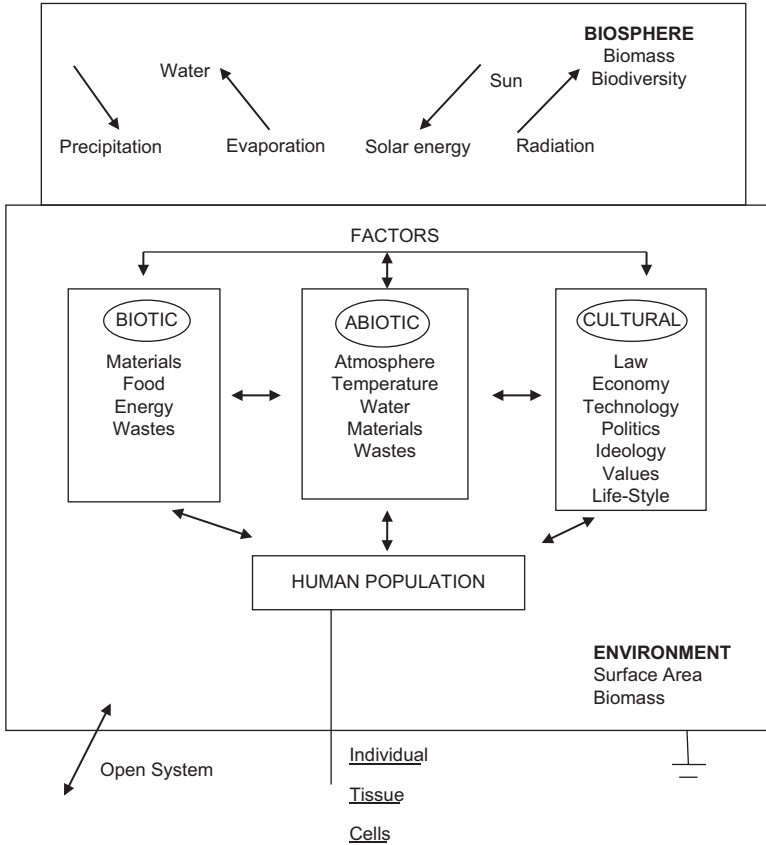 BIOSPHERE
Biomass
Biodiversity
Water
Sun
Precipitation
Evaporation
Solar energy
Radiation
FACTORS
BIOTIC
Materials
Food
Energy
Wastes
ABIOTIC
Atmosphere
Temperature
Water
Materials
Wastes
CULTURAL
Law
Economy
Technology
Politics
Ideology
Values
Life-Style
HUMAN POPULATION
ENVIRONMENT
Surface Area
Biomass
Open System
Individual
Tissue
Cells